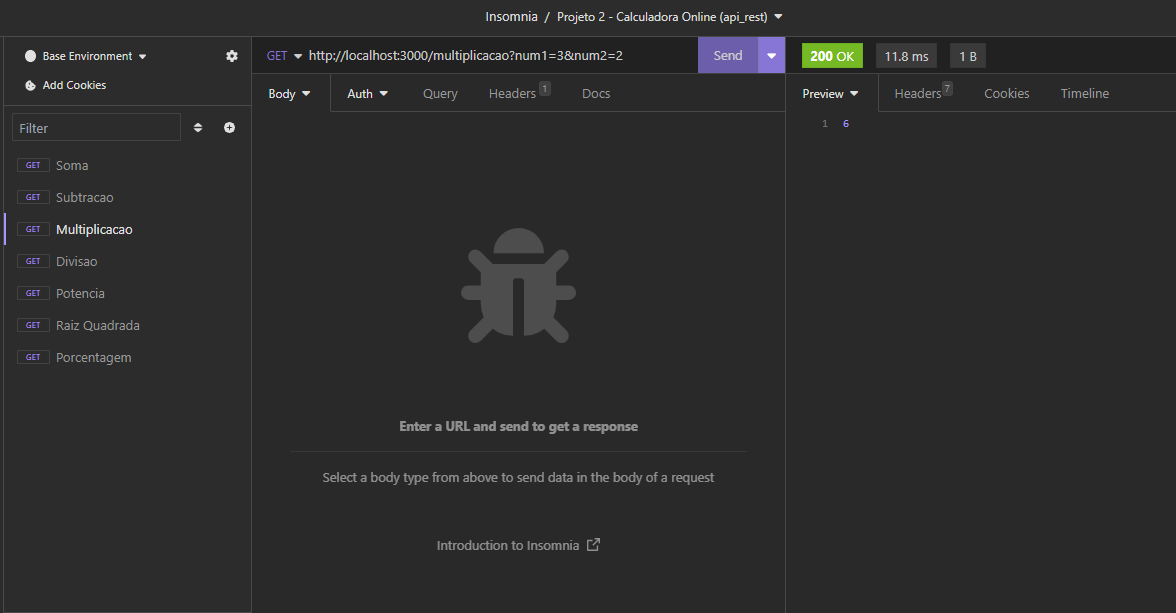 Insomnia / Projeto 2 - Calculadora Online (api_rest)
Base Environment
Add Cookies
Filter
GET Soma
GET Subtracao
GET Multiplicacao
GET Divisao
GET Potencia
GET Raiz Quadrada
GET Porcentagem
GET http://localhost:3000/multiplicacao?num1=3&num2=2 Send
Body Auth Query Headers 1 Docs
Enter a URL and send to get a response
Select a body type from above to send data in the body of a request
Introduction to Insomnia
200 OK 11.8 ms 1 B
Preview Headers 7 Cookies Timeline
1 6